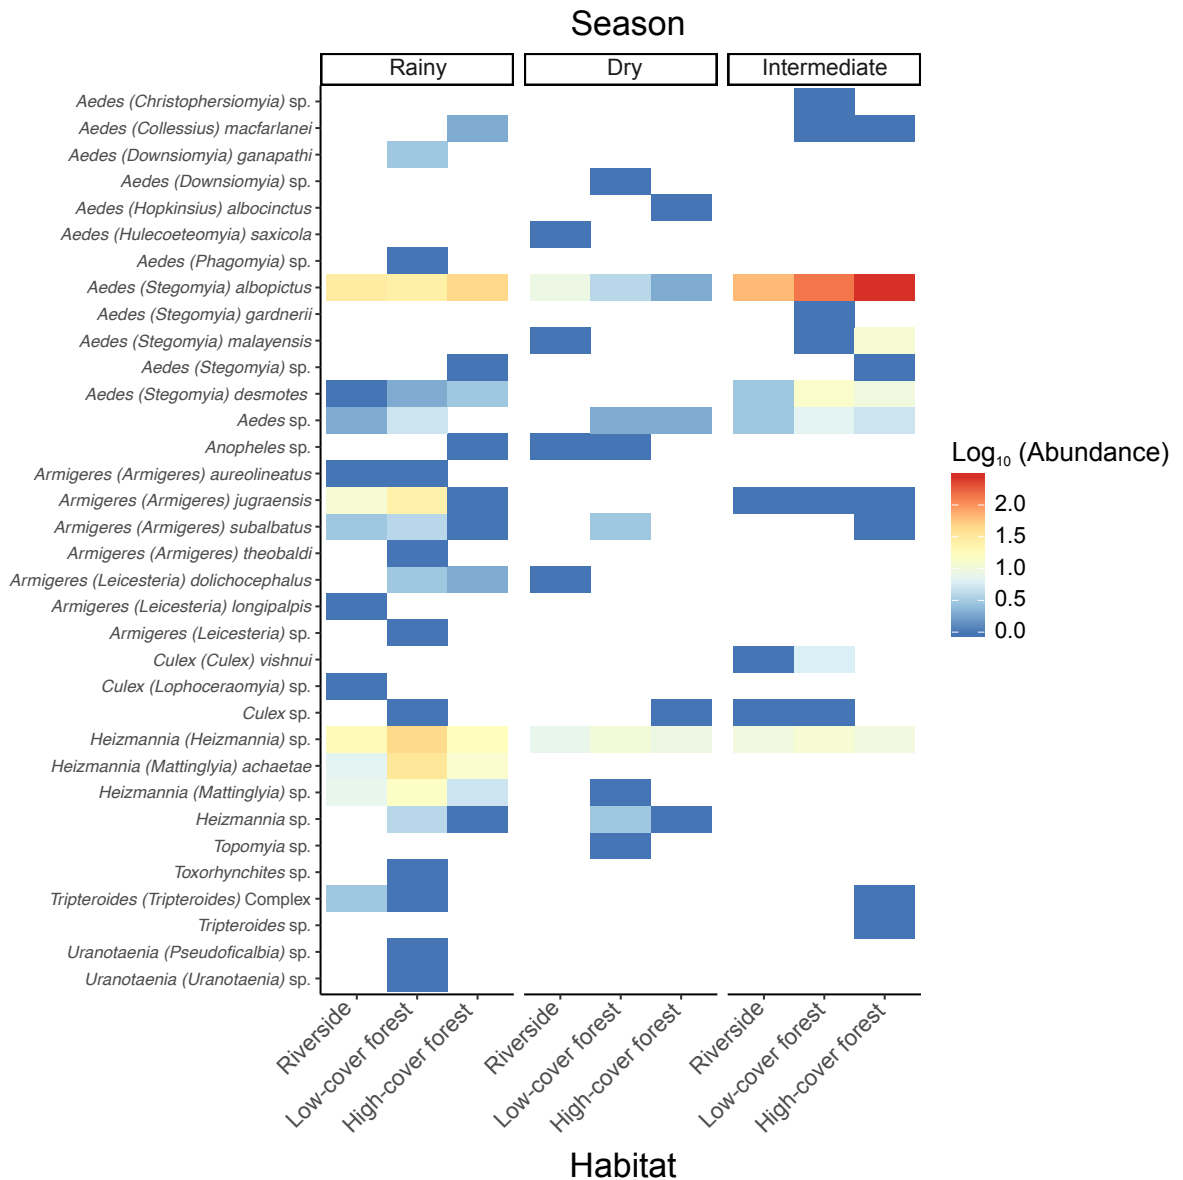 Season
Rainy
Dry
Intermediate
Aedes (Christophersiomyia) sp.
Aedes (Collessius) macfarlanei
Aedes (Downsiomyia) ganapathi
Aedes (Downsiomyia) sp.
Aedes (Hopkinsius) albocinctus
Aedes (Hulecoeteomyia) saxicola
Aedes (Phagomyia) sp.
Aedes (Stegomyia) albopictus
Aedes (Stegomyia) gardnerii
Aedes (Stegomyia) malayensis
Aedes (Stegomyia) sp.
Aedes (Stegomyia) desmotes
Aedes sp.
Anopheles sp.
Armigeres (Armigeres) aureolineatus
Armigeres (Armigeres) jugraensis
Armigeres (Armigeres) subalbatus
Armigeres (Armigeres) theobaldi
Armigeres (Leicesteria) dolichocephalus
Armigeres (Leicesteria) longipalpis
Armigeres (Leicesteria) sp.
Culex (Culex) vishnui
Culex (Lophoceraomyia) sp.
Culex sp.
Heizmannia (Heizmannia) sp.
Heizmannia (Mattinglyia) achaetae
Heizmannia (Mattinglyia) sp.
Heizmannia sp.
Topomyia sp.
Toxorhynchites sp.
Tripteroides (Tripteroides) Complex
Tripteroides sp.
Uranotaenia (Pseudoficalbia) sp.
Uranotaenia (Uranotaenia) sp.
Riverside
Low-cover forest
High-cover forest
Riverside
Low-cover forest
High-cover forest
Riverside
Low-cover forest
High-cover forest
Habitat
Log₁₀ (Abundance)
2.0
1.5
1.0
0.5
0.0